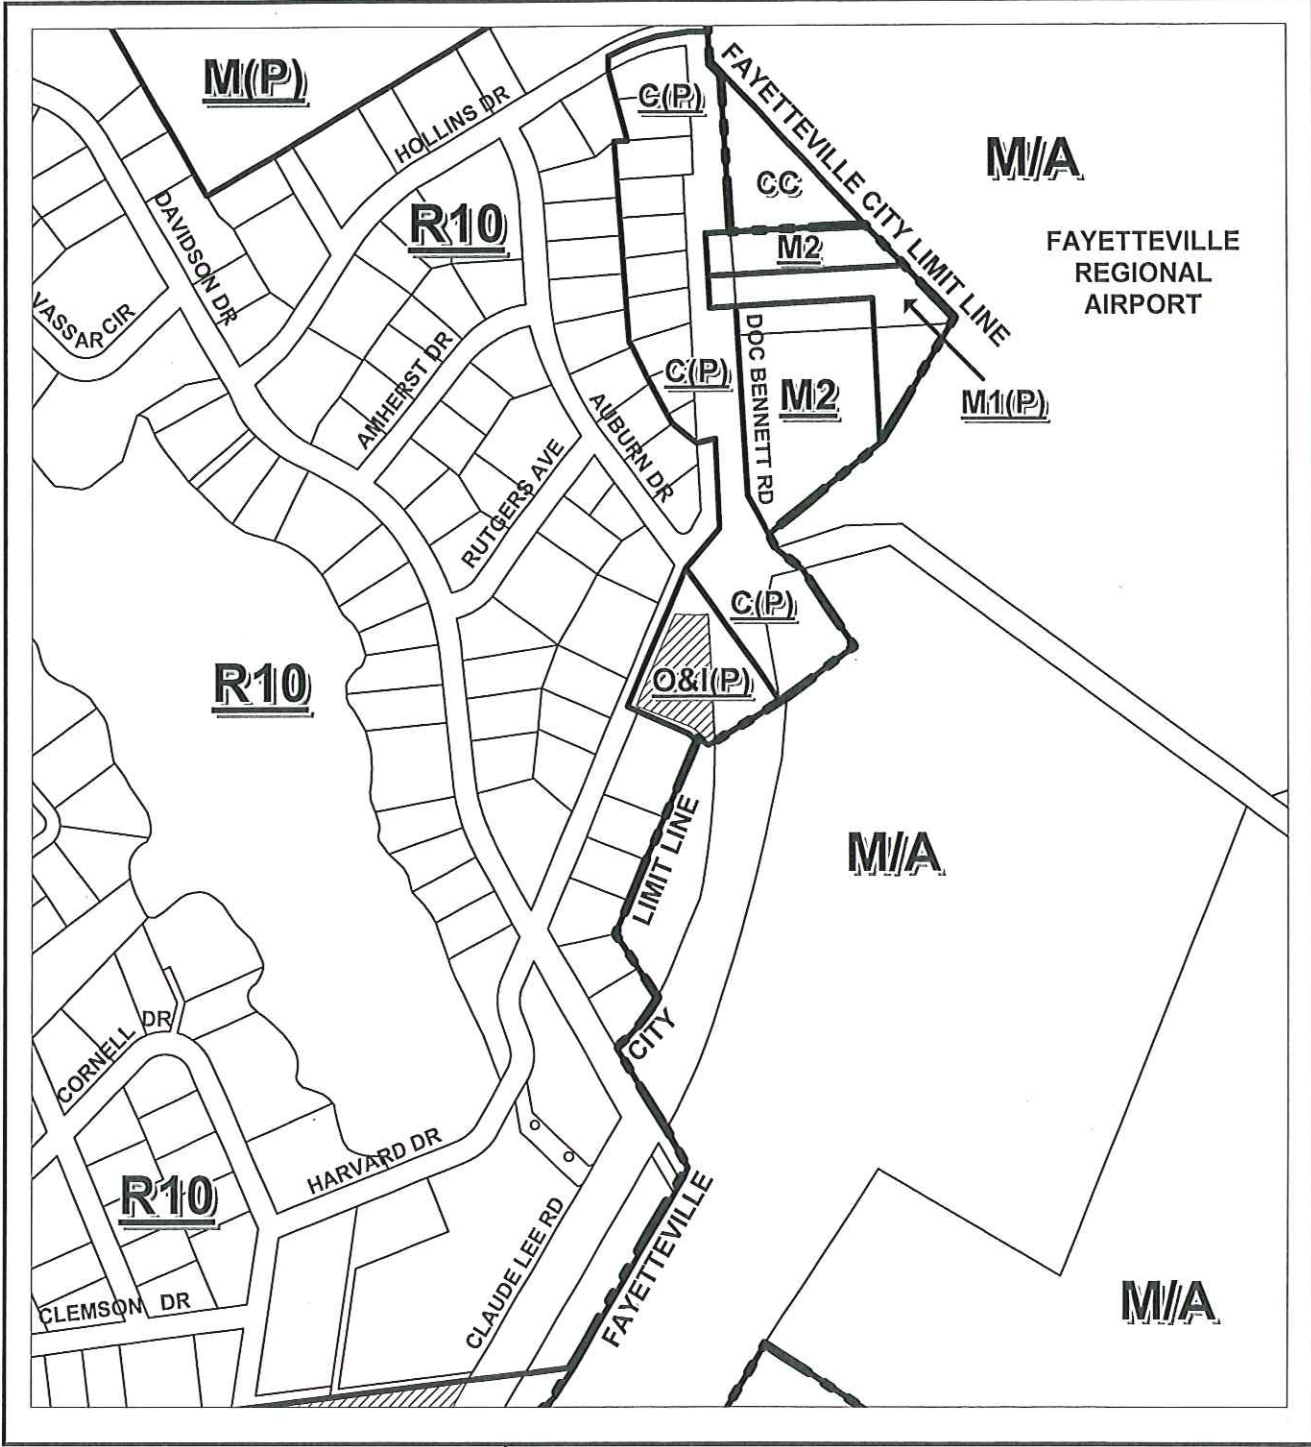 M(P)
HOLLINS DR
C(P)
FAYETTEVILLE CITY LIMIT LINE
M/A
CC
R10
DAVIDSON DR
M2
FAYETTEVILLE
REGIONAL
AIRPORT
VASSAR CIR
AMHERST DR
C(P)
DOC BENNETT RD
M2
M1(P)
AUBURN DR
RUTGERS AVE
C(P)
R10
O&I(P)
LIMIT LINE
M/A
CITY
CORNELL DR
HARVARD DR
R10
CLAUDE LEE RD
FAYETTEVILLE
CLEMSON DR
M/A